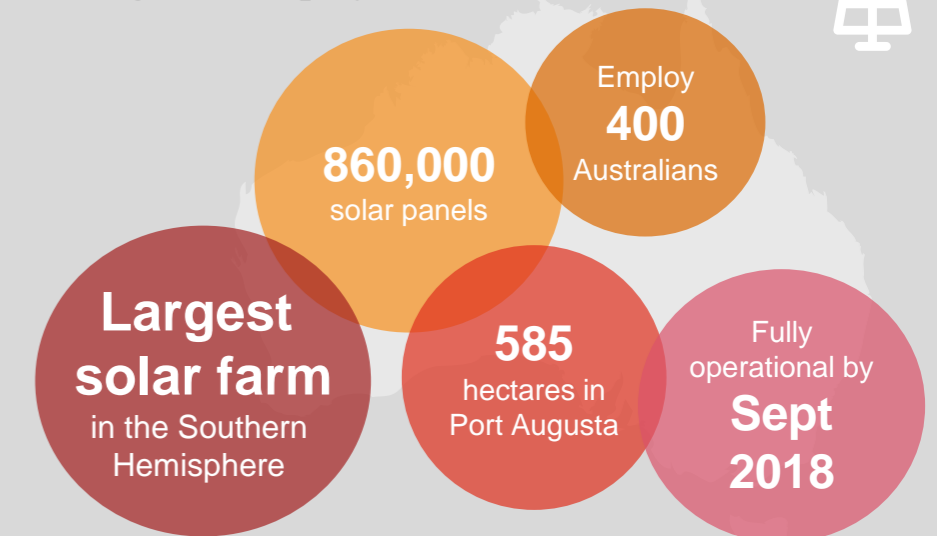 860,000
solar panels
Employ
400
Australians
Largest
solar farm
in the Southern
Hemisphere
585
hectares in
Port Augusta
Fully
operational by
Sept
2018